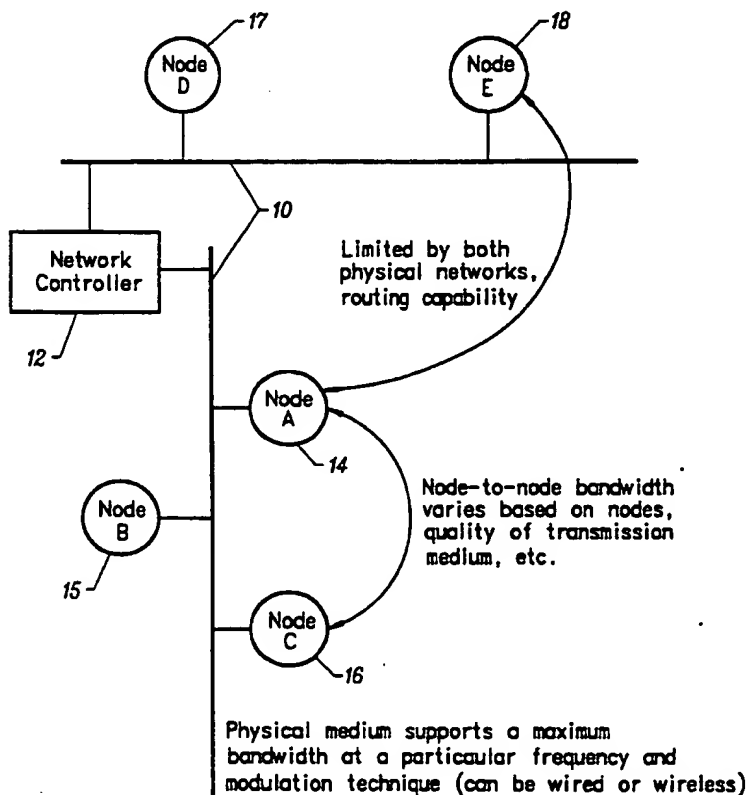 17
18
Node
D
Node
E
10
Network
Controller
12
Limited by both
physical networks,
routing capability
Node
A
14
Node-to-node bandwidth
varies based on nodes,
quality of transmission
medium, etc.
Node
B
15
Node
C
16
Physical medium supports a maximum
bandwidth at a particular frequency and
modulation technique (can be wired or wireless)